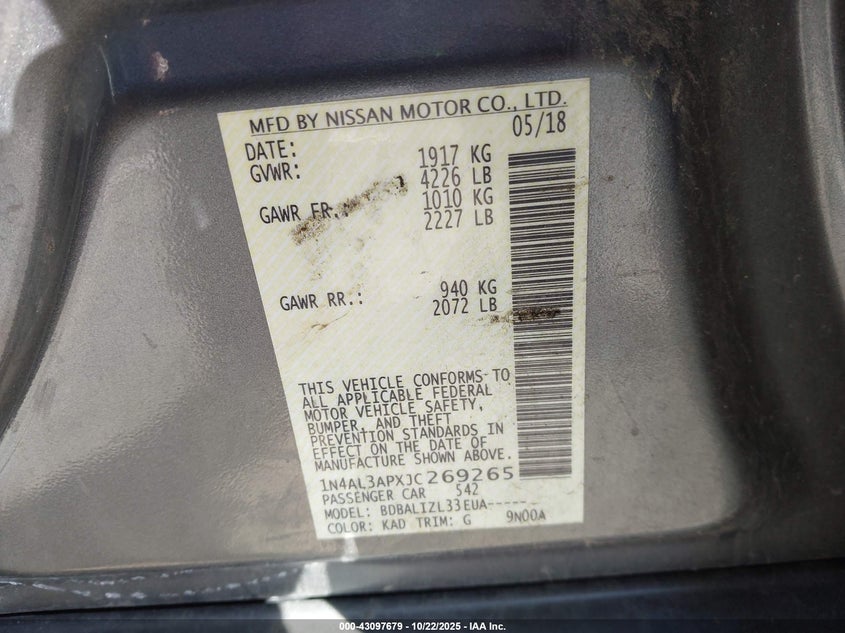 MFD BY NISSAN MOTOR CO., LTD.
DATE: 05/18
GVWR: 1917 KG
4226 LB
GAWR FR.: 1010 KG
2227 LB
GAWR RR.: 940 KG
2072 LB
THIS VEHICLE CONFORMS TO
ALL APPLICABLE FEDERAL
MOTOR VEHICLE SAFETY,
BUMPER, AND THEFT
PREVENTION STANDARDS IN
EFFECT ON THE DATE OF
MANUFACTURE SHOWN ABOVE.
1N4AL3APXJC269265
PASSENGER CAR 542
MODEL: BDBALIZL33EUA------
COLOR: KAD TRIM: G 9N00A
000-43097679 | 10/22/2025 - IAA Inc.